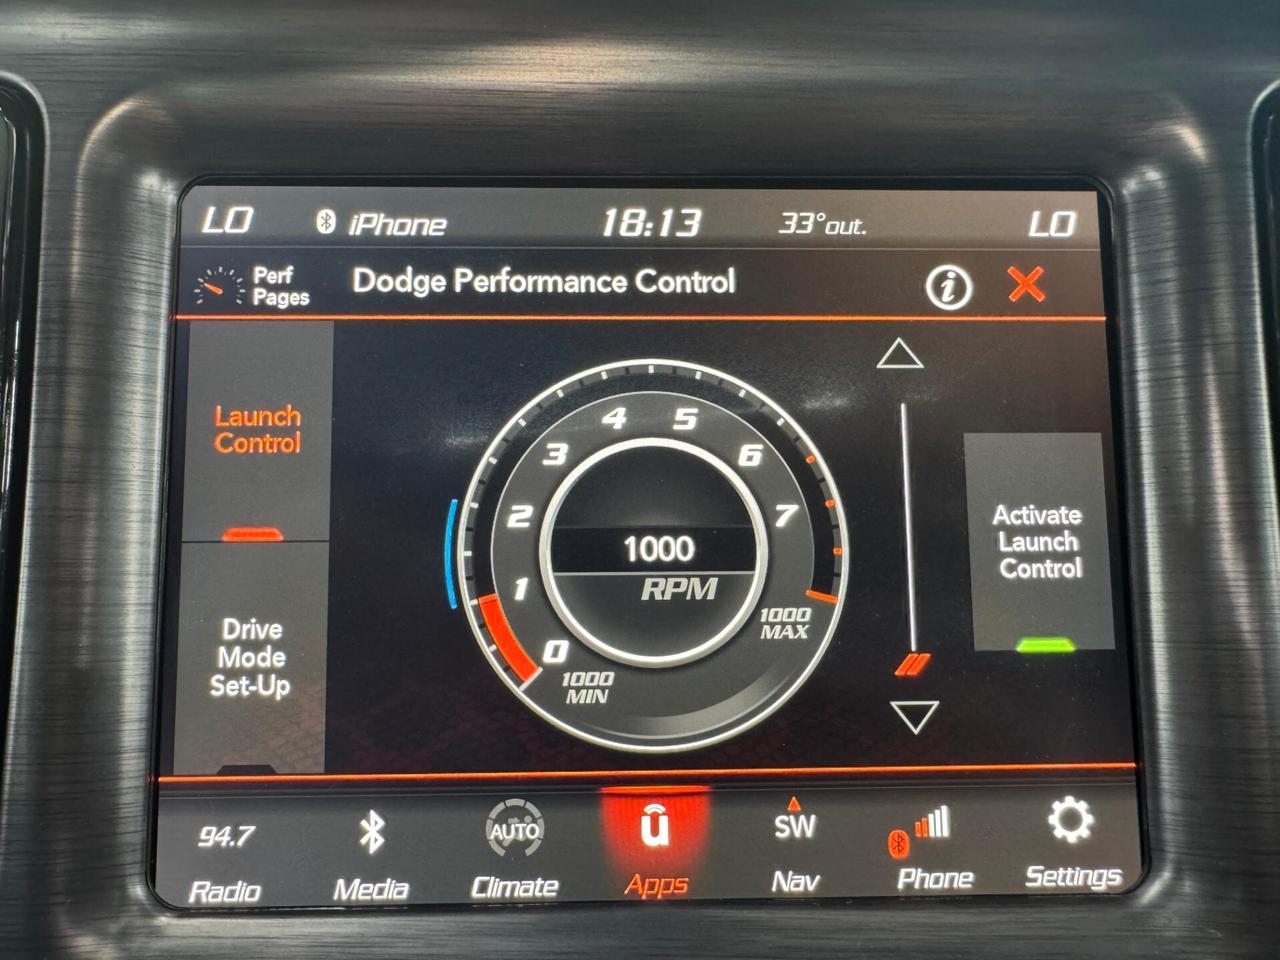 LO iPhone 18:13 33°out. LO
Perf
Pages
Dodge Performance Control
i
Launch
Control
Drive
Mode
Set-Up
0
1
2
3
4
5
6
7
1000
RPM
1000
MIN
1000
MAX
Activate
Launch
Control
94.7
Radio
Media
AUTO
Climate
ū
Apps
SW
Nav
Phone
Settings